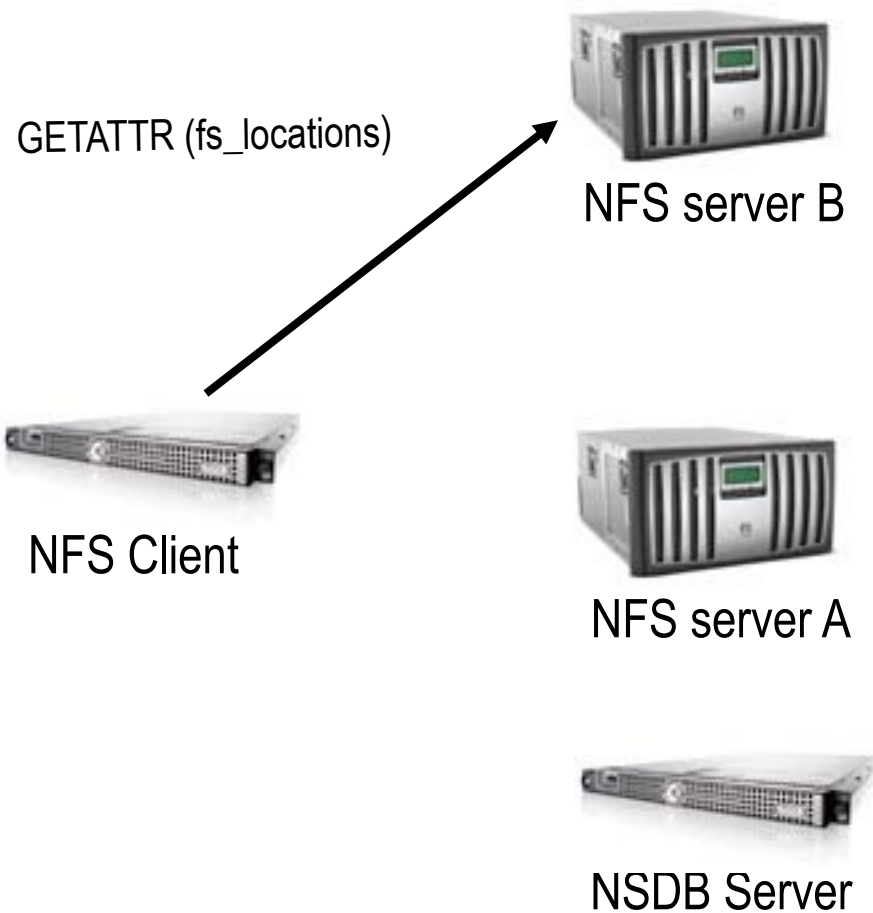 GETATTR (fs_locations)
NFS server B
NFS Client
NFS server A
NSDB Server